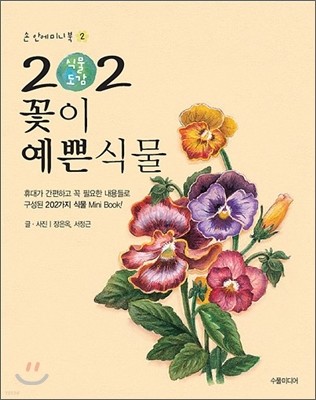 손 안에 미니 북 2
202
식물
도감
꽃이
예쁜 식물
휴대가 간편하고 꼭 필요한 내용들로
구성된 202가지 식물 Mini Book!
글·사진 | 장은옥, 서정근
수풀미디어